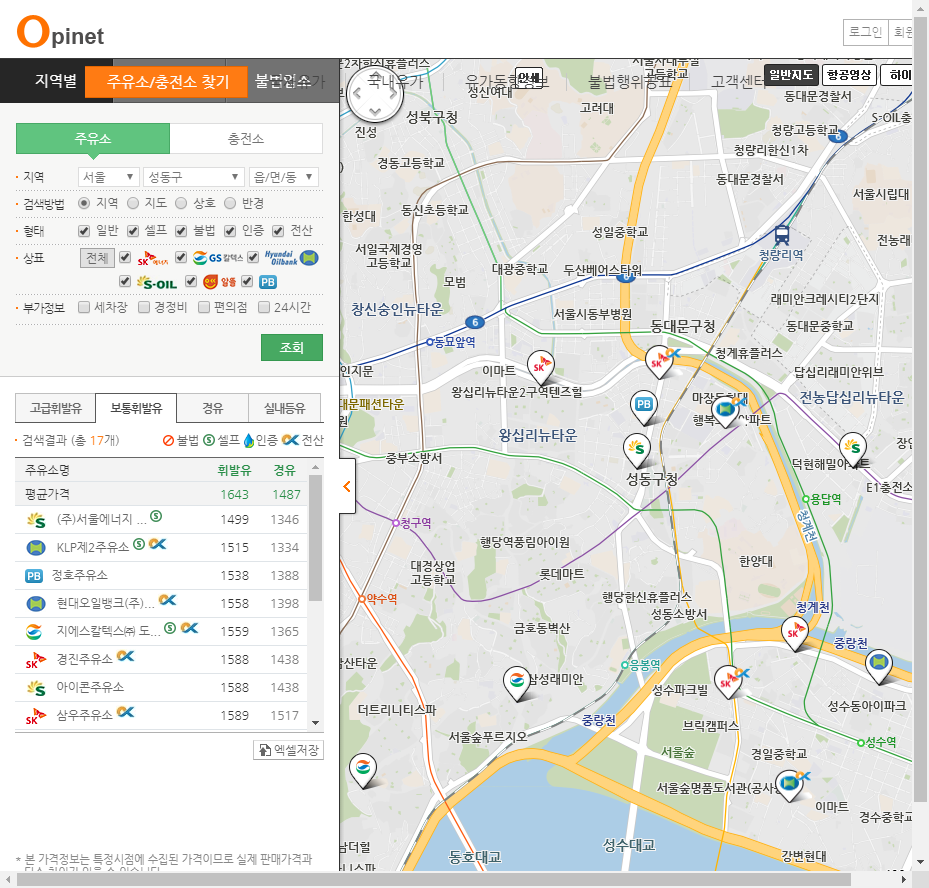 Opinet
로그인 회원
지역별 주유소/충전소 찾기 불법업소
국내유가 유가동향정보 불법행위공표 고객센터
주유소 충전소
지역 서울 성동구 읍/면/동
검색방법 지역 지도 상호 반경
형태 일반 셀프 불법 인증 전산
상표 전체 SK에너지 GS칼텍스 Hyundai Oilbank
S-OIL 알뜰 PB
부가정보 세차장 경정비 편의점 24시간
조회
고급휘발유 보통휘발유 경유 실내등유
검색결과 (총 17개) 불법 셀프 인증 전산
주유소명 휘발유 경유
평균가격 1643 1487
(주)서울에너지 ... 1499 1346
KLP제2주유소 1515 1334
PB 정호주유소 1538 1388
현대오일뱅크(주)... 1558 1398
지에스칼텍스㈜ 도... 1559 1365
SK 경진주유소 1588 1438
아이콘주유소 1588 1438
SK 삼우주유소 1589 1517
엑셀저장
* 본 가격정보는 특정시점에 수집된 가격이므로 실제 판매가격과
인쇄
일반지도 항공영상 하이
성신여대
고등학교
동대문경찰서
고려대
S-OIL충
진성
성북구청
청량고등학교
6
청량리한신1차
경동고등학교
동대문경찰서
서울시립대
한성대
동신초등학교
성일중학교
전농래
서일국제경영
고등학교
청량리역
대광중학교
두산베어스타워
6
모범
래미안크레시티2단지
창신숭인뉴타운
6
서울시동부병원
동대문구청
동대문중학교
동묘앞역
청계휴플러스
인지문
이마트
SK
SK
답십리래미안위브
왕십리뉴타운2구역텐즈힐
전농답십리뉴타운
대문패션타운
PB
왕십리뉴타운
중부소방서
덕현해밀아파트
성동구청
E1충전소
용답역
청구역
청계천
행당역풍림아이원
대경상업
고등학교
한양대
롯데마트
약수역
행당한신휴플러스
청계천
성동소방서
금호동벽산
SK
중랑천
응봉역
남산타운
삼성래미안
SK
성수파크빌
더트리니티스파
중랑천
브릭캠퍼스
성수동아이파크
서울숲푸르지오
서울숲
경일중학교
성수역
서울숲명품도서관(공사중)
이마트
경수중학교
성수대교
동호대교
강변현대